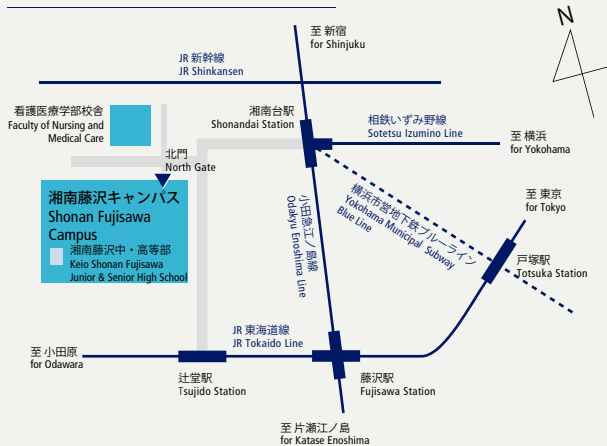 N
至 新宿
for Shinjuku
JR 新幹線
JR Shinkansen
看護医療学部校舎
Faculty of Nursing and
Medical Care
湘南台駅
Shonandai Station
相鉄いずみ野線
Sotetsu Izumino Line
至 横浜
for Yokohama
北門
North Gate
湘南藤沢キャンパス
Shonan Fujisawa
Campus
湘南藤沢中・高等部
Keio Shonan Fujisawa
Junior & Senior High School
小田急江ノ島線
Odakyu Enoshima Line
横浜市営地下鉄ブルーライン
Yokohama Municipal Subway
Blue Line
至 東京
for Tokyo
戸塚駅
Totsuka Station
JR 東海道線
JR Tokaido Line
至 小田原
for Odawara
辻堂駅
Tsujido Station
藤沢駅
Fujisawa Station
至 片瀬江ノ島
for Katase Enoshima